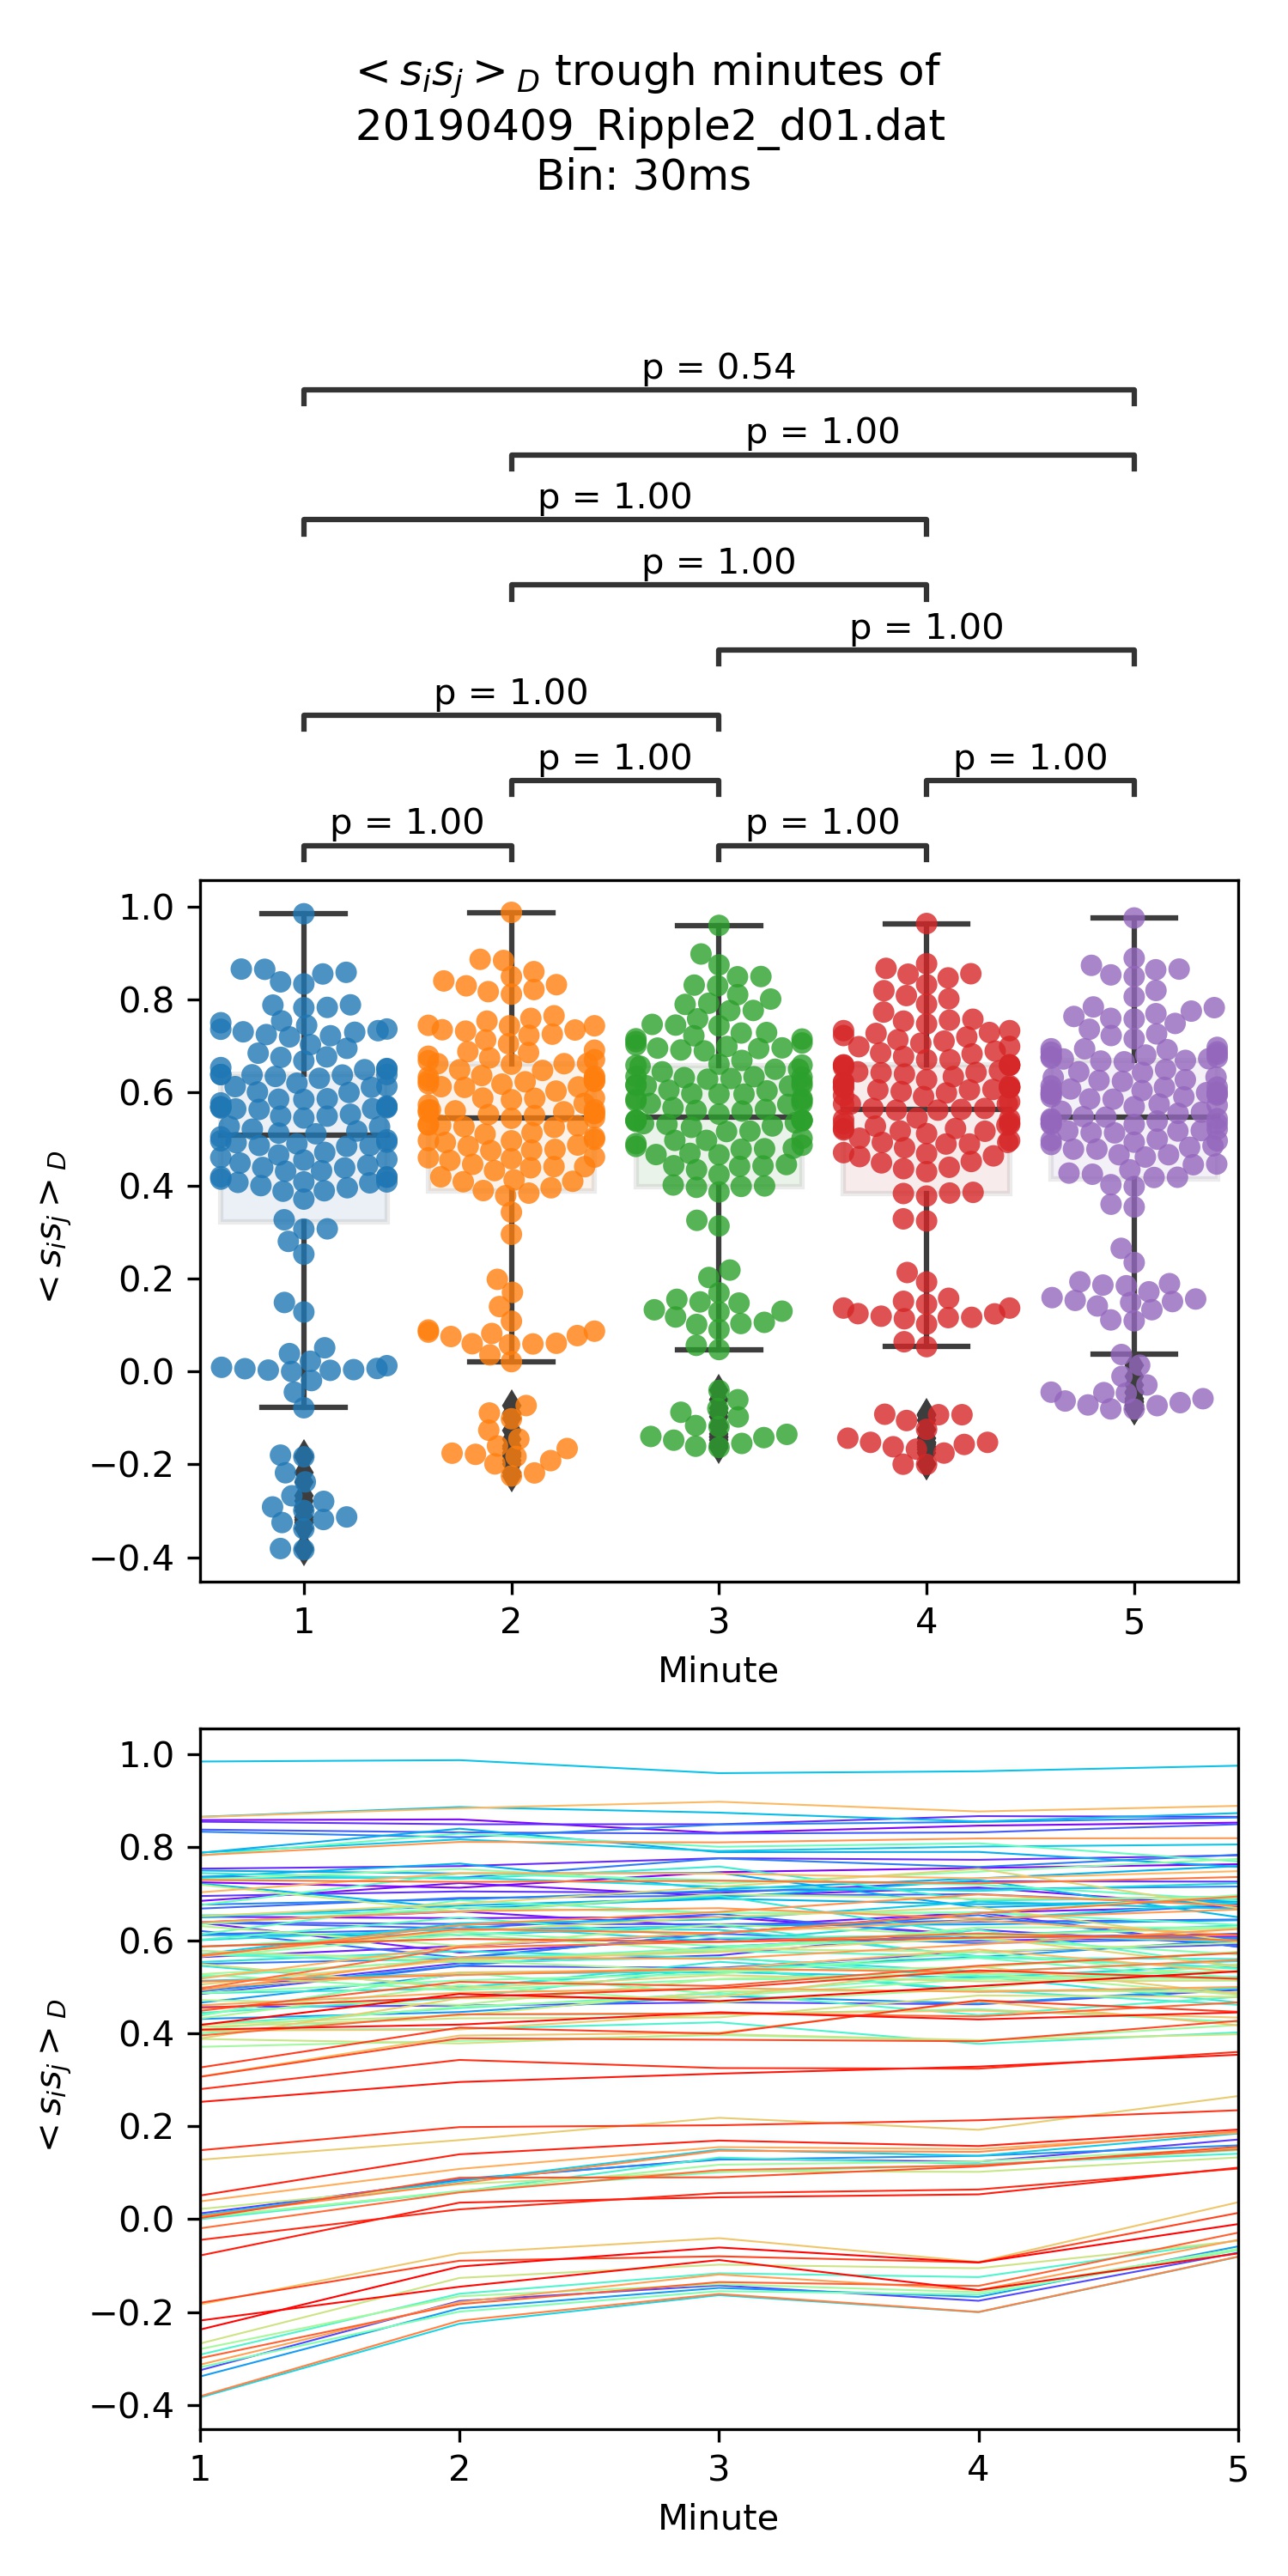 < s_i s_j >_D trough minutes of
20190409_Ripple2_d01.dat
Bin: 30ms
p = 0.54
p = 1.00
p = 1.00
p = 1.00
p = 1.00
p = 1.00
p = 1.00 p = 1.00
p = 1.00 p = 1.00
1.0
0.8
0.6
0.4
0.2
0.0
−0.2
−0.4
< s_i s_j >_D
1 2 3 4 5
Minute
1.0
0.8
0.6
0.4
0.2
0.0
−0.2
−0.4
< s_i s_j >_D
1 2 3 4 5
Minute